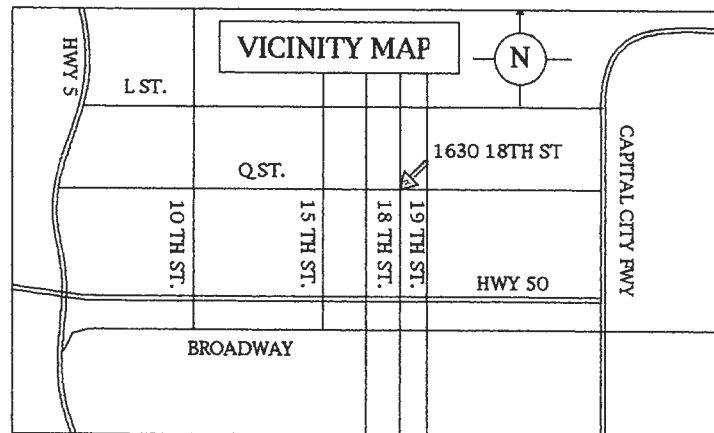 VICINITY MAP
N
HWY 5
L ST.
CAPITAL CITY FWY
1630 18TH ST
Q ST.
10 TH ST.
15 TH ST.
18 TH ST.
19 TH ST.
HWY 50
BROADWAY